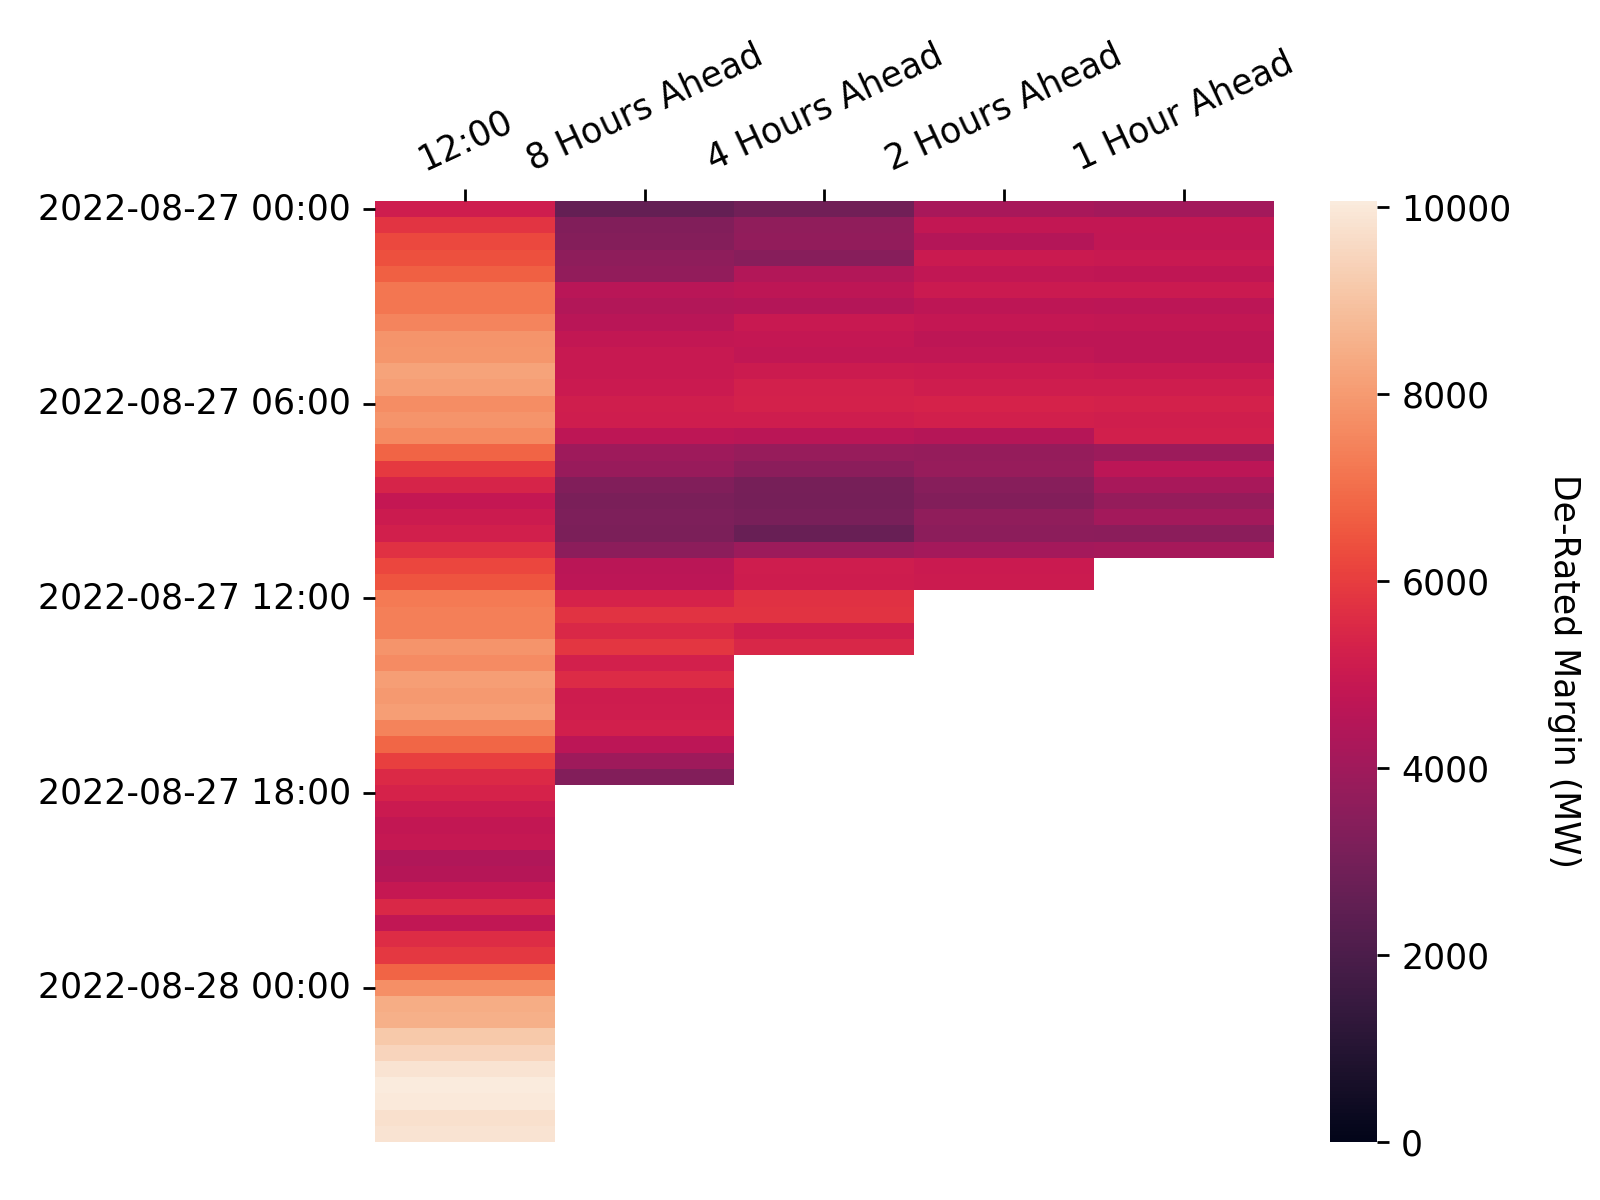 12:00
8 Hours Ahead
4 Hours Ahead
2 Hours Ahead
1 Hour Ahead
2022-08-27 00:00
2022-08-27 06:00
2022-08-27 12:00
2022-08-27 18:00
2022-08-28 00:00
10000
8000
6000
4000
2000
0
De-Rated Margin (MW)